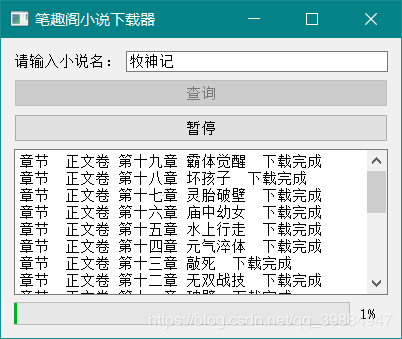 笔趣阁小说下载器
请输入小说名： 牧神记
查询
暂停
章节 正文卷 第十九章 霸体觉醒 下载完成
章节 正文卷 第十八章 坏孩子 下载完成
章节 正文卷 第十七章 灵胎破壁 下载完成
章节 正文卷 第十六章 庙中幼女 下载完成
章节 正文卷 第十五章 水上行走 下载完成
章节 正文卷 第十四章 元气淬体 下载完成
章节 正文卷 第十三章 敲死 下载完成
章节 正文卷 第十二章 无双战技 下载完成
1%